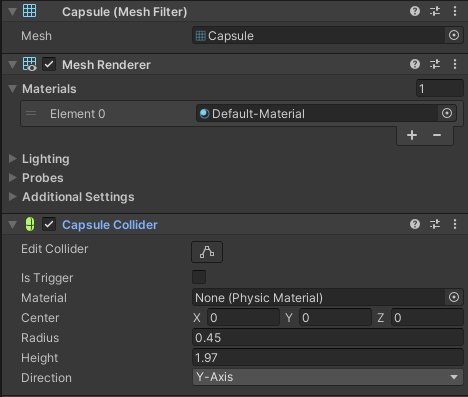 Capsule (Mesh Filter)
Mesh Capsule
Mesh Renderer
Materials 1
Element 0 Default-Material
Lighting
Probes
Additional Settings
Capsule Collider
Edit Collider
Is Trigger
Material None (Physic Material)
Center X 0 Y 0 Z 0
Radius 0.45
Height 1.97
Direction Y-Axis